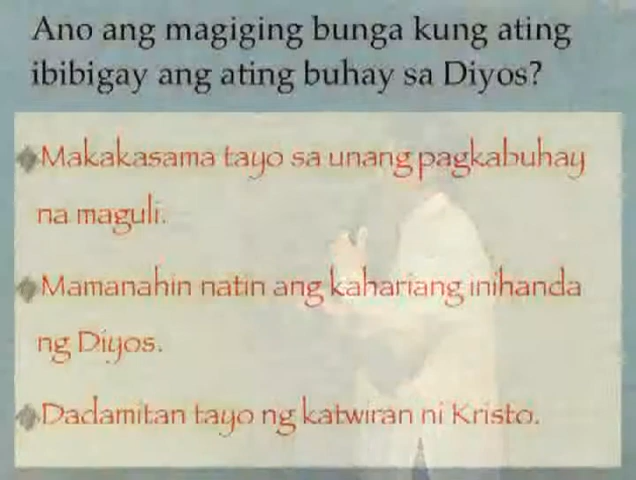 Ano ang magiging bunga kung ating
ibibigay ang ating buhay sa Diyos?
Makakasama tayo sa unang pagkabuhay
na maguli.
Mamanahin natin ang kahariang inihanda
ng Diyos.
Dadamitan tayo ng katwiran ni Kristo.